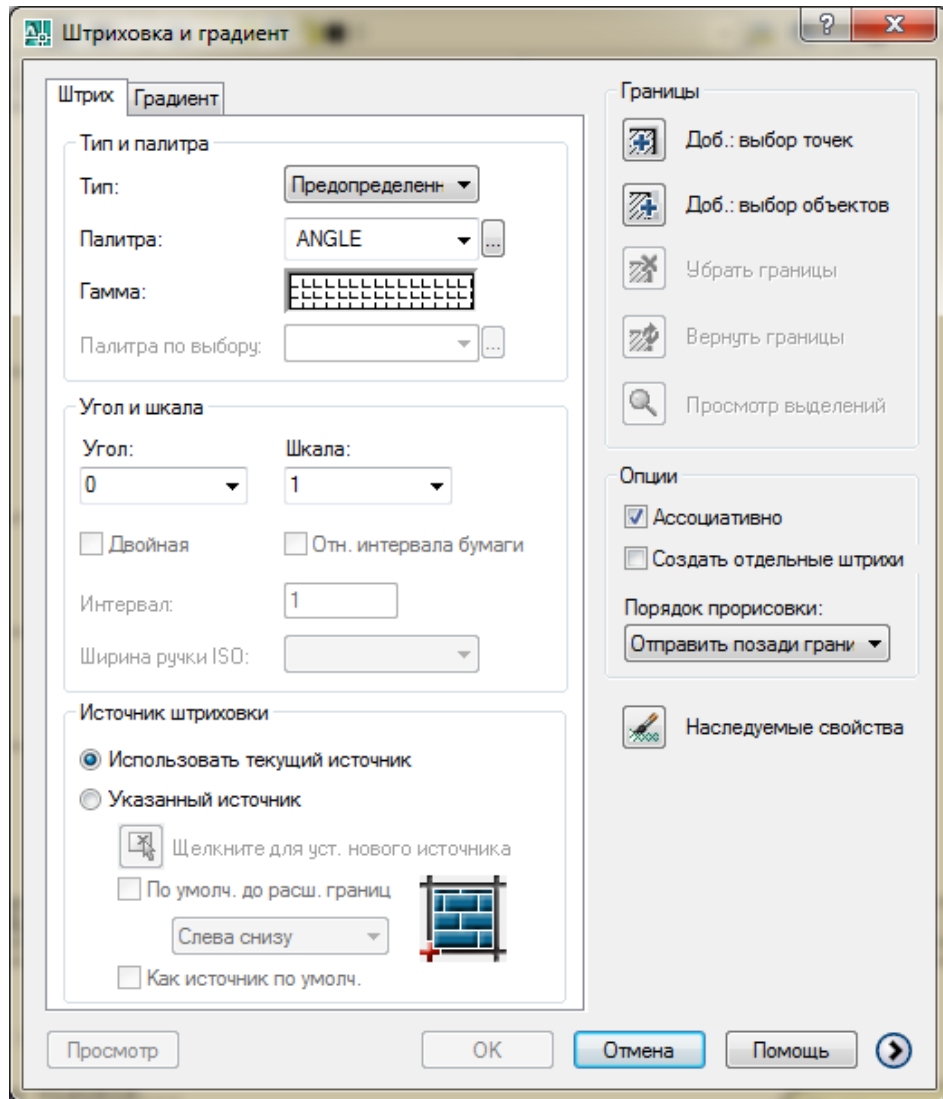 Штриховка и градиент
Штрих
Градиент
Тип и палитра
Тип:
Предопределенн
Палитра:
ANGLE
...
Гамма:
Палитра по выбору:
...
Угол и шкала
Угол:
Шкала:
0
1
Двойная
Отн. интервала бумаги
Интервал:
1
Ширина ручки ISO:
Источник штриховки
Использовать текущий источник
Указанный источник
Щелкните для уст. нового источника
По умолч. до расш. границ
Слева снизу
Как источник по умолч.
Границы
Доб.: выбор точек
Доб.: выбор объектов
Убрать границы
Вернуть границы
Просмотр выделений
Опции
Ассоциативно
Создать отдельные штрихи
Порядок прорисовки:
Отправить позади грани
Наследуемые свойства
Просмотр
OK
Отмена
Помощь